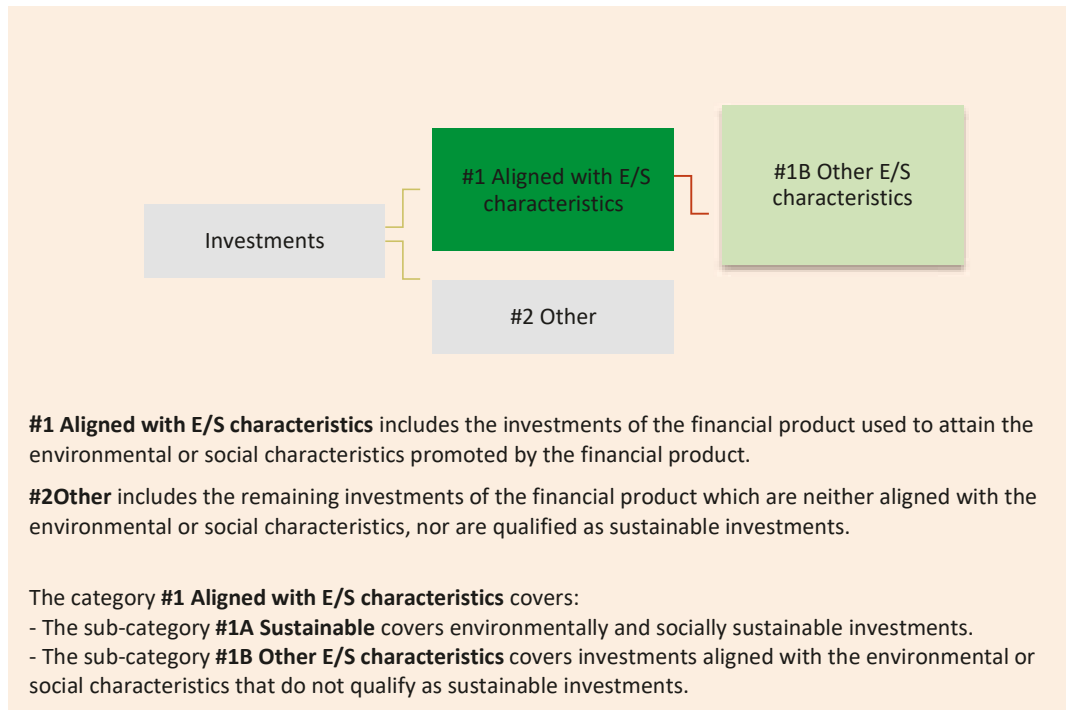 #1 Aligned with E/S
characteristics
#1B Other E/S
characteristics
Investments
#2 Other
#1 Aligned with E/S characteristics includes the investments of the financial product used to attain the
environmental or social characteristics promoted by the financial product.
#2Other includes the remaining investments of the financial product which are neither aligned with the
environmental or social characteristics, nor are qualified as sustainable investments.
The category #1 Aligned with E/S characteristics covers:
- The sub-category #1A Sustainable covers environmentally and socially sustainable investments.
- The sub-category #1B Other E/S characteristics covers investments aligned with the environmental or
social characteristics that do not qualify as sustainable investments.